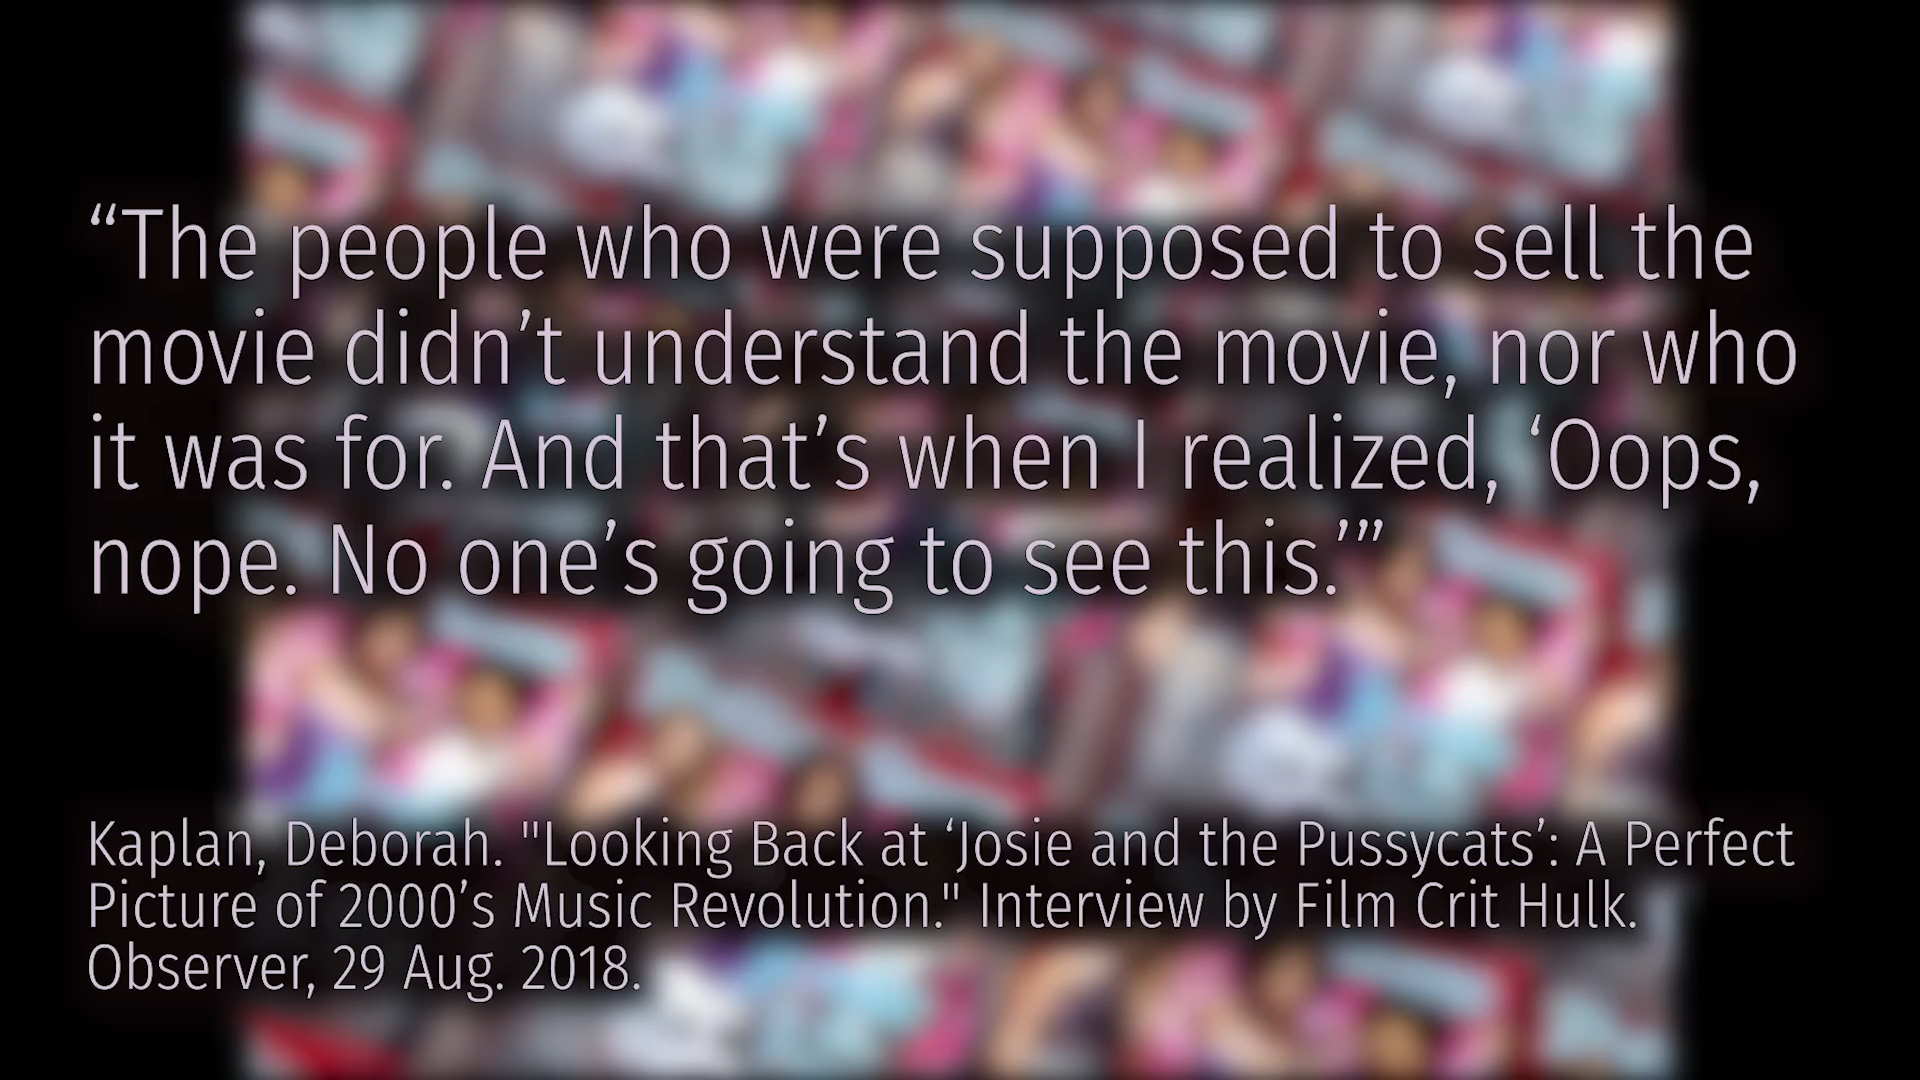 “The people who were supposed to sell the
movie didn’t understand the movie, nor who
it was for. And that’s when I realized, ‘Oops,
nope. No one’s going to see this.’”
Kaplan, Deborah. "Looking Back at ‘Josie and the Pussycats’: A Perfect
Picture of 2000’s Music Revolution." Interview by Film Crit Hulk.
Observer, 29 Aug. 2018.